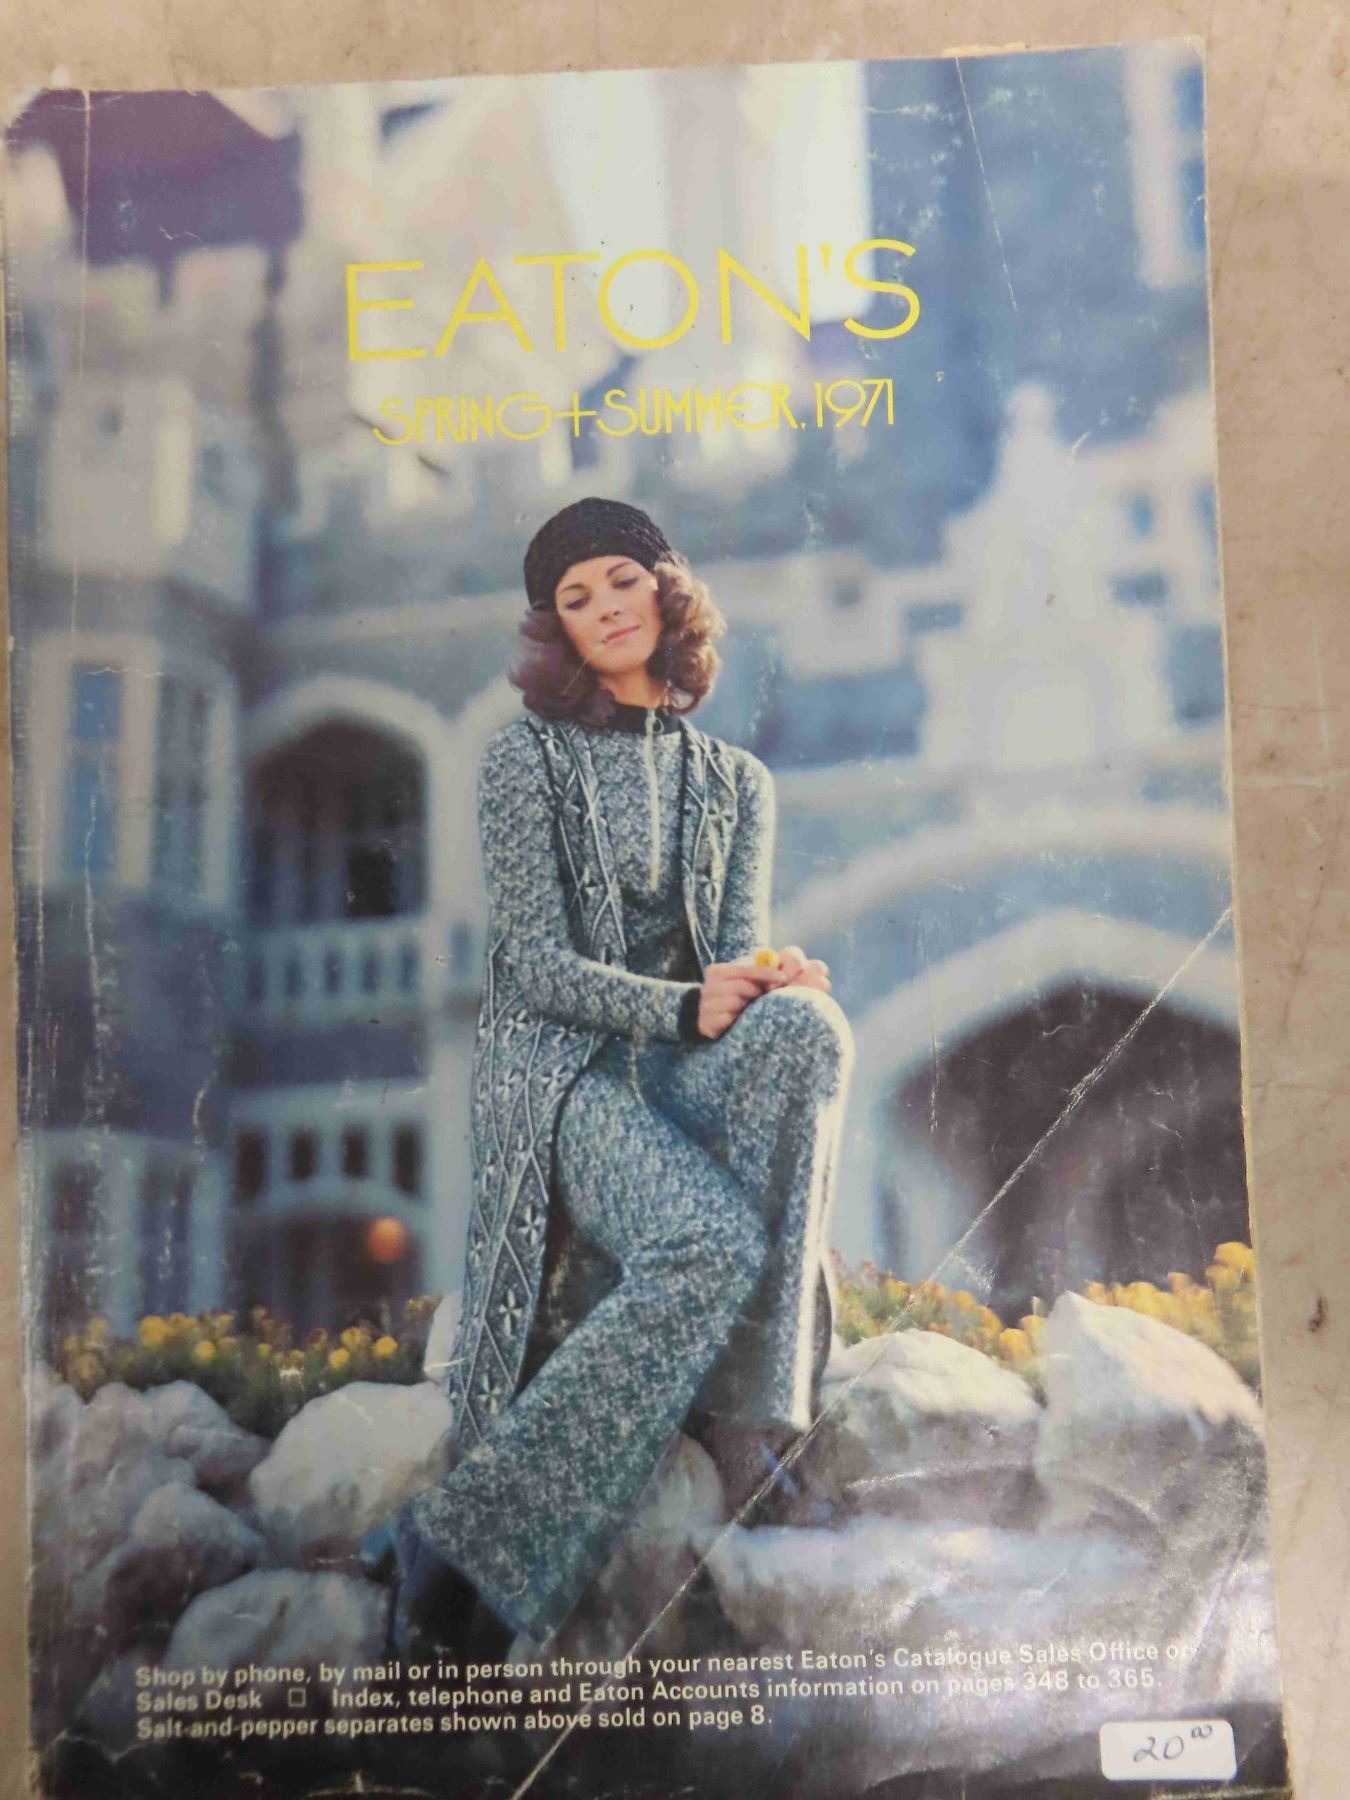 EATON'S
SPRING+SUMMER.1971
Shop by phone, by mail or in person through your nearest Eaton's Catalogue Sales Office or
Sales Desk □ Index, telephone and Eaton Accounts information on pages 348 to 365.
Salt-and-pepper separates shown above sold on page 8.
20⁰⁰